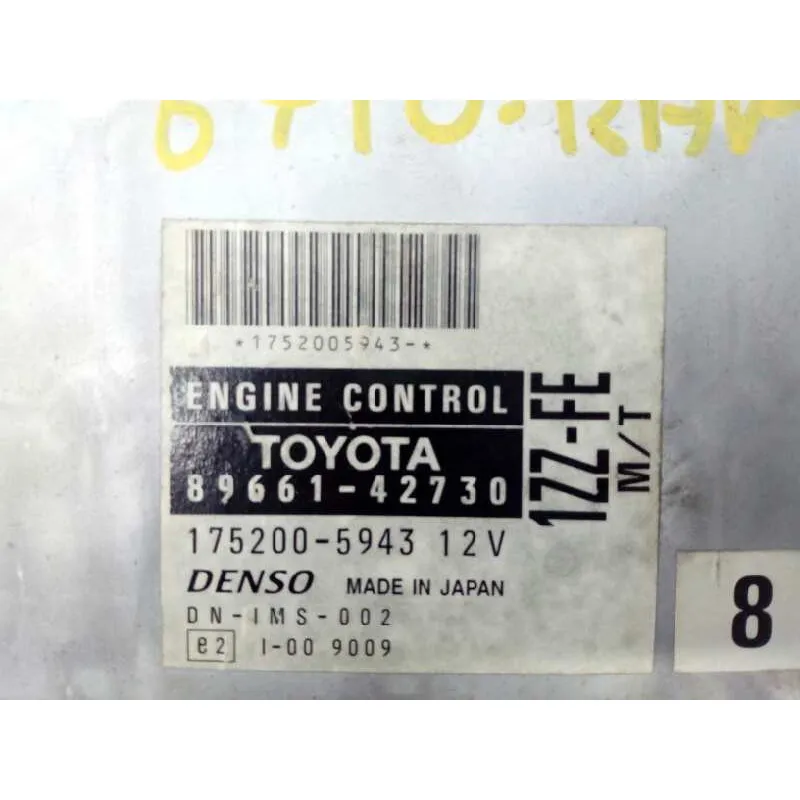 *1752005943-*
ENGINE CONTROL
TOYOTA
89661-42730
1ZZ-FE
M/T
175200-5943 12V
DENSO MADE IN JAPAN
DN-IMS-002
e2 I-00 9009
8